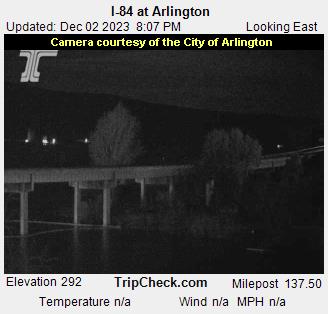 I-84 at Arlington
Updated: Dec 02 2023 8:07 PM Looking East
Camera courtesy of the City of Arlington
Elevation 292 TripCheck.com Milepost 137.50
Temperature n/a Wind n/a MPH n/a